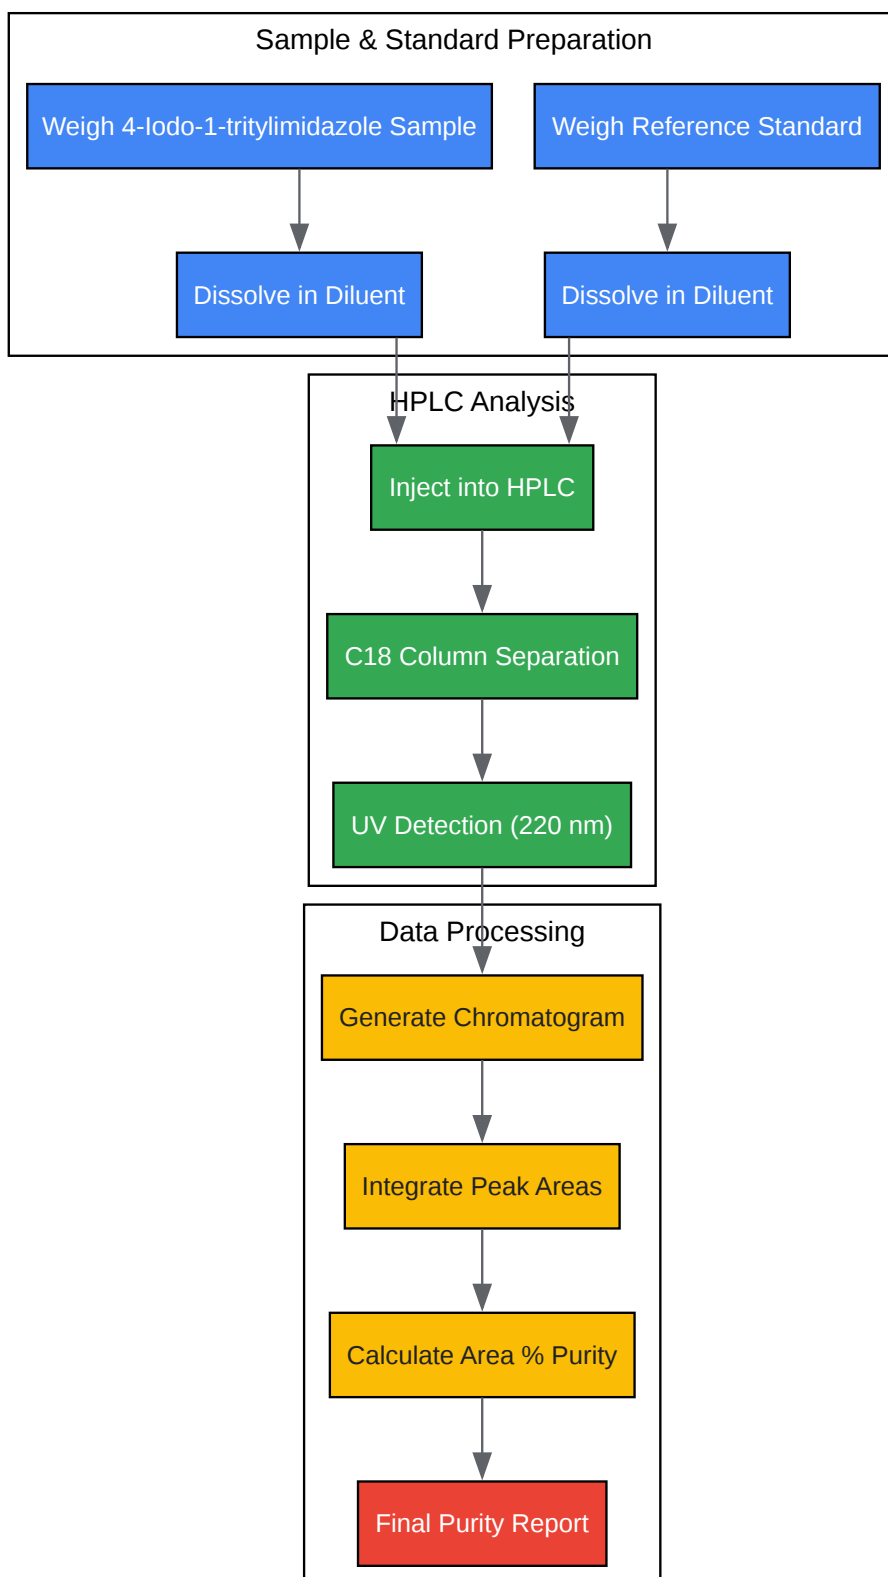 Sample & Standard Preparation
Weigh 4-Iodo-1-tritylimidazole Sample
Weigh Reference Standard
Dissolve in Diluent
Dissolve in Diluent
HPLC Analysis
Inject into HPLC
C18 Column Separation
UV Detection (220 nm)
Data Processing
Generate Chromatogram
Integrate Peak Areas
Calculate Area % Purity
Final Purity Report